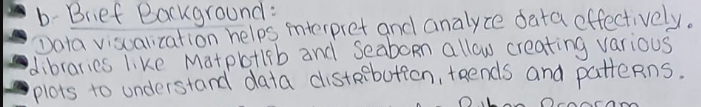 b- Brief Background:
Data visualization helps interpret and analyze data effectively.
libraries like Matplotlib and Seaborn allow creating various
plots to understand data distribution, trends and patterns.